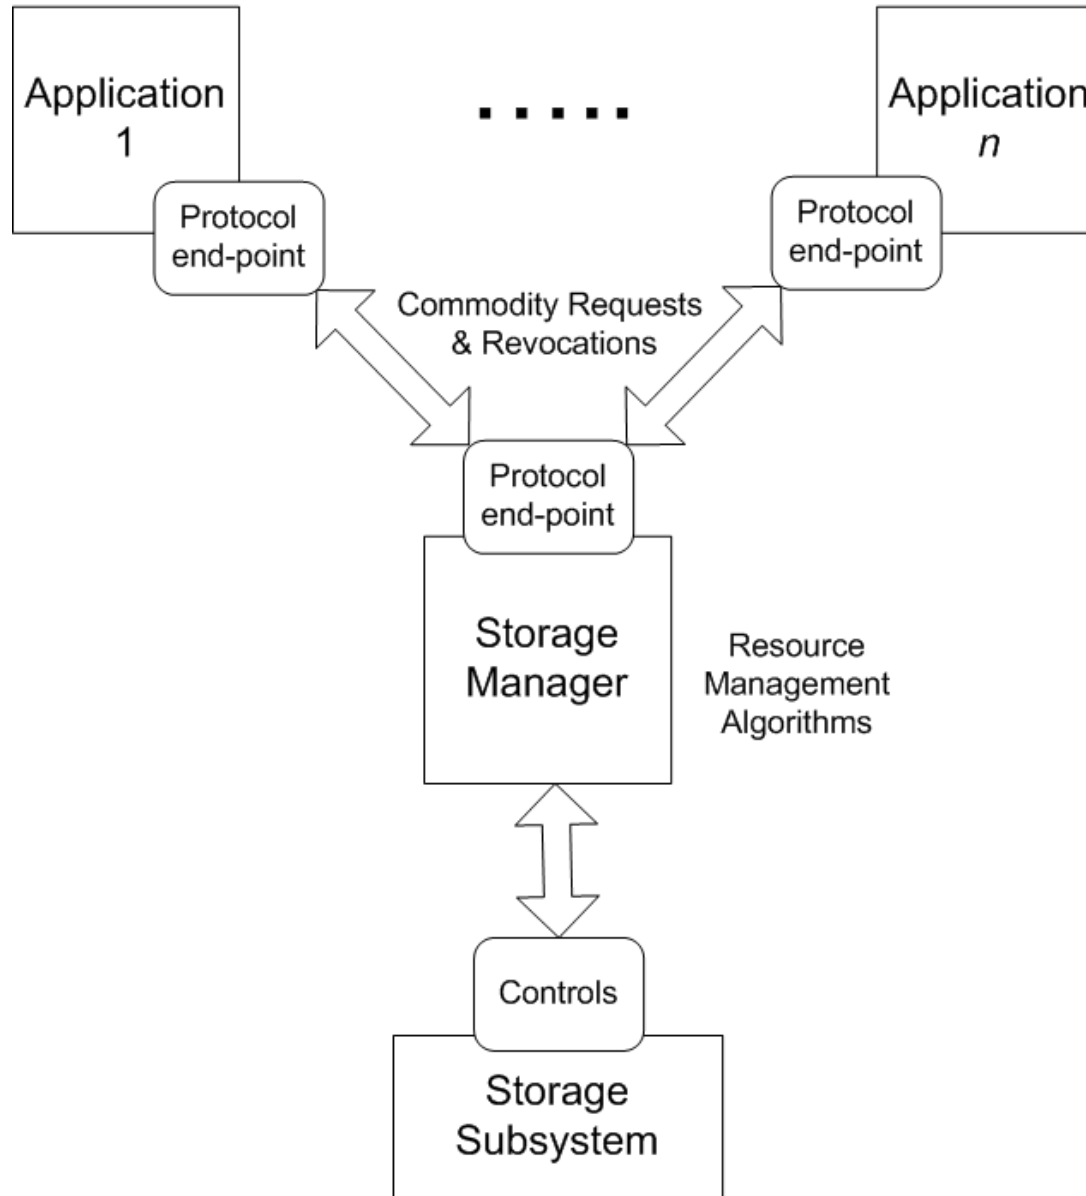 Application
1
Application
n
Protocol
end-point
Protocol
end-point
Commodity Requests
& Revocations
Protocol
end-point
Storage
Manager
Resource
Management
Algorithms
Controls
Storage
Subsystem